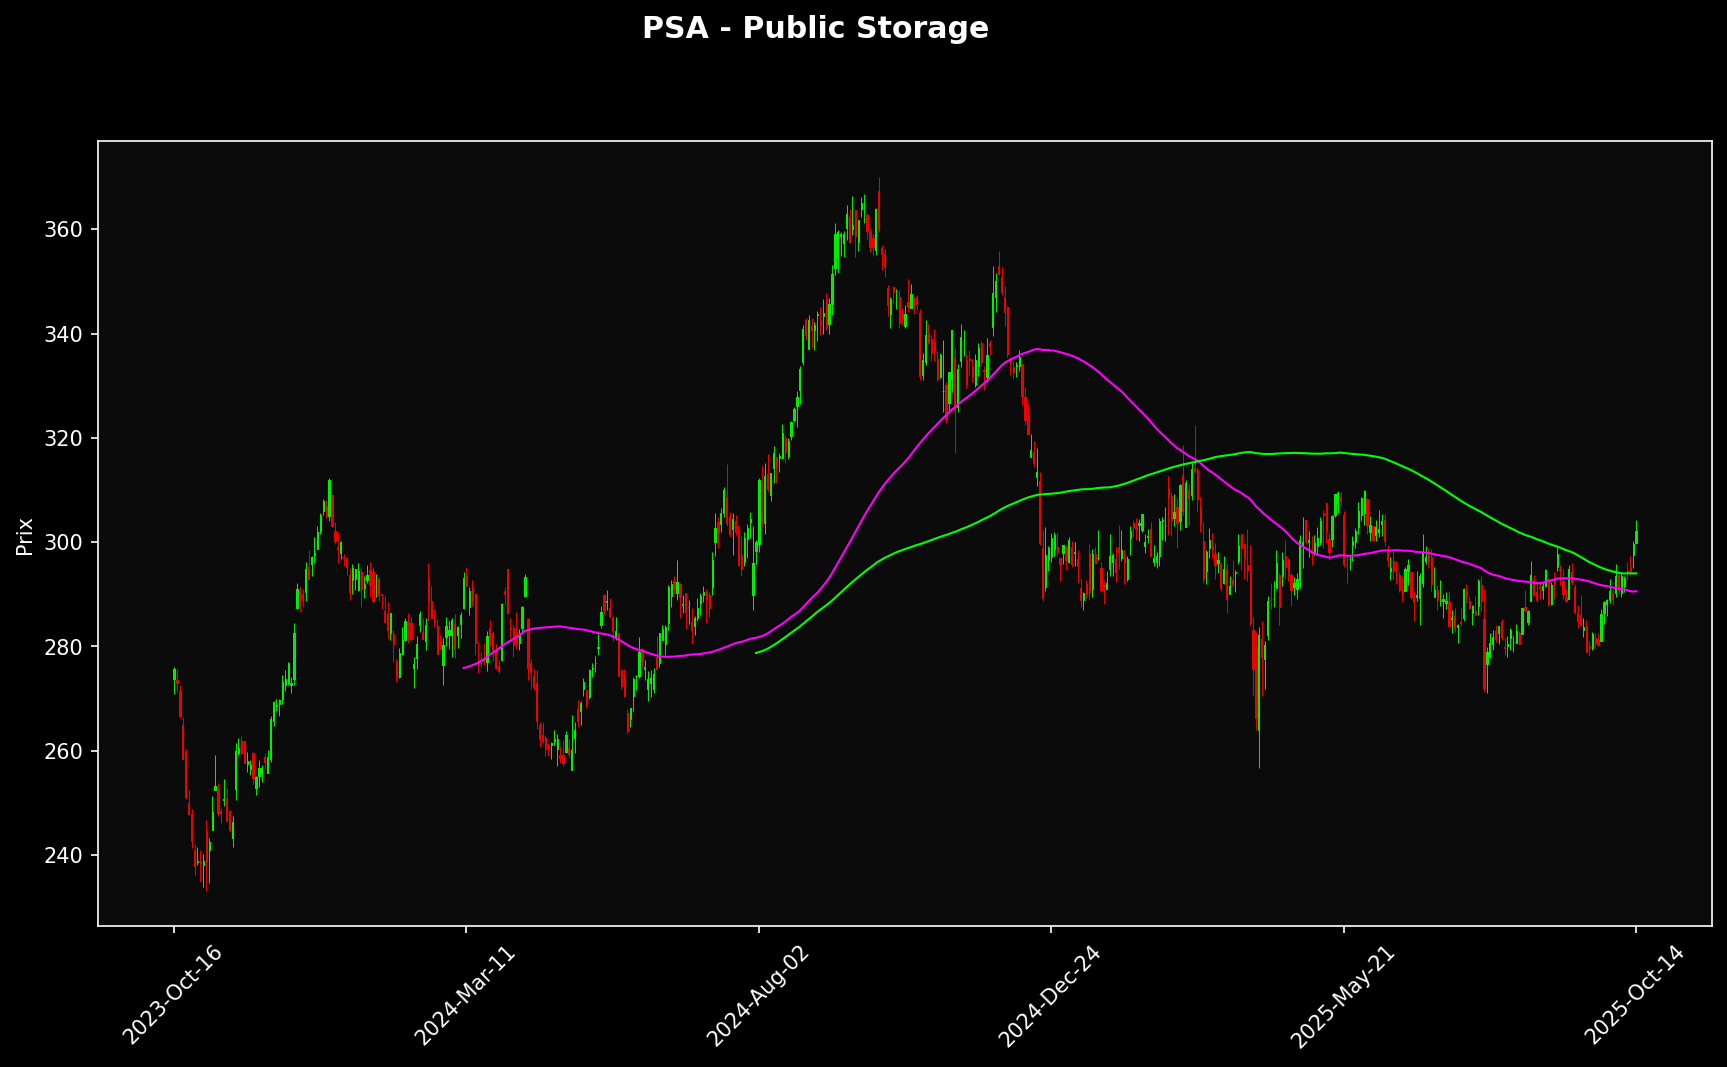 PSA - Public Storage
Prix
360
340
320
300
280
260
240
2023-Oct-16
2024-Mar-11
2024-Aug-02
2024-Dec-24
2025-May-21
2025-Oct-14